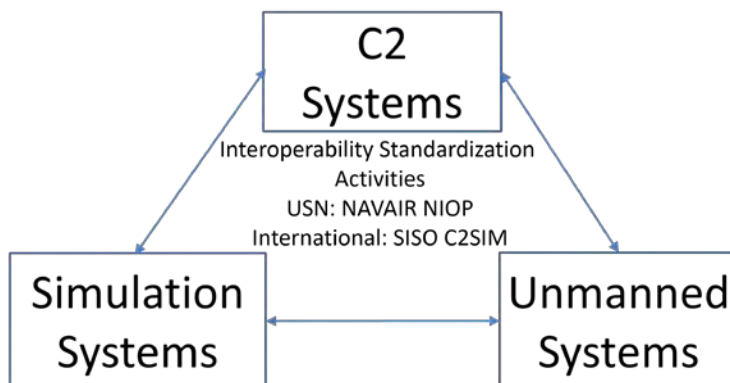 C2
Systems
Interoperability Standardization
Activities
USN: NAVAIR NIOP
International: SISO C2SIM
Simulation
Systems
Unmanned
Systems